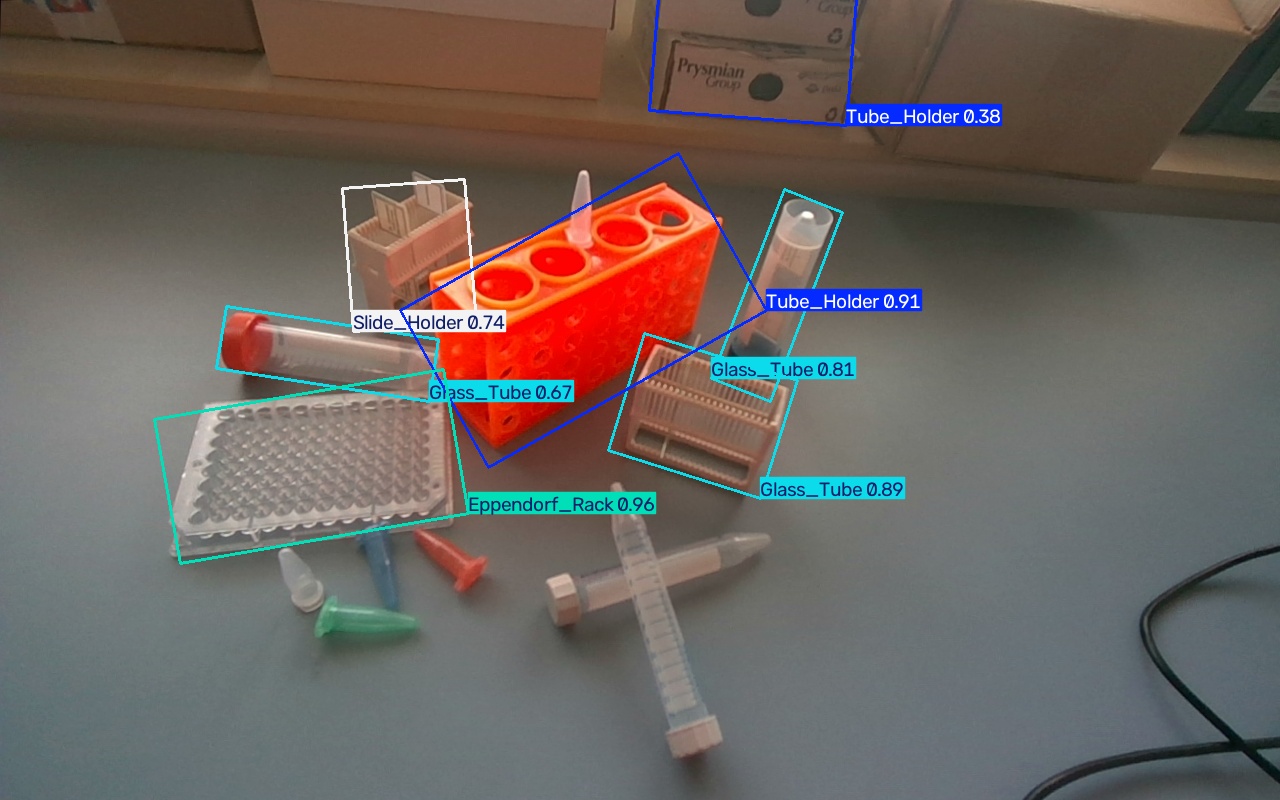 Group
Prysmian
Group
Tube_Holder 0.38
Tube_Holder 0.91
Slide_Holder 0.74
Glass_Tube 0.81
Glass_Tube 0.67
Glass_Tube 0.89
Eppendorf_Rack 0.96